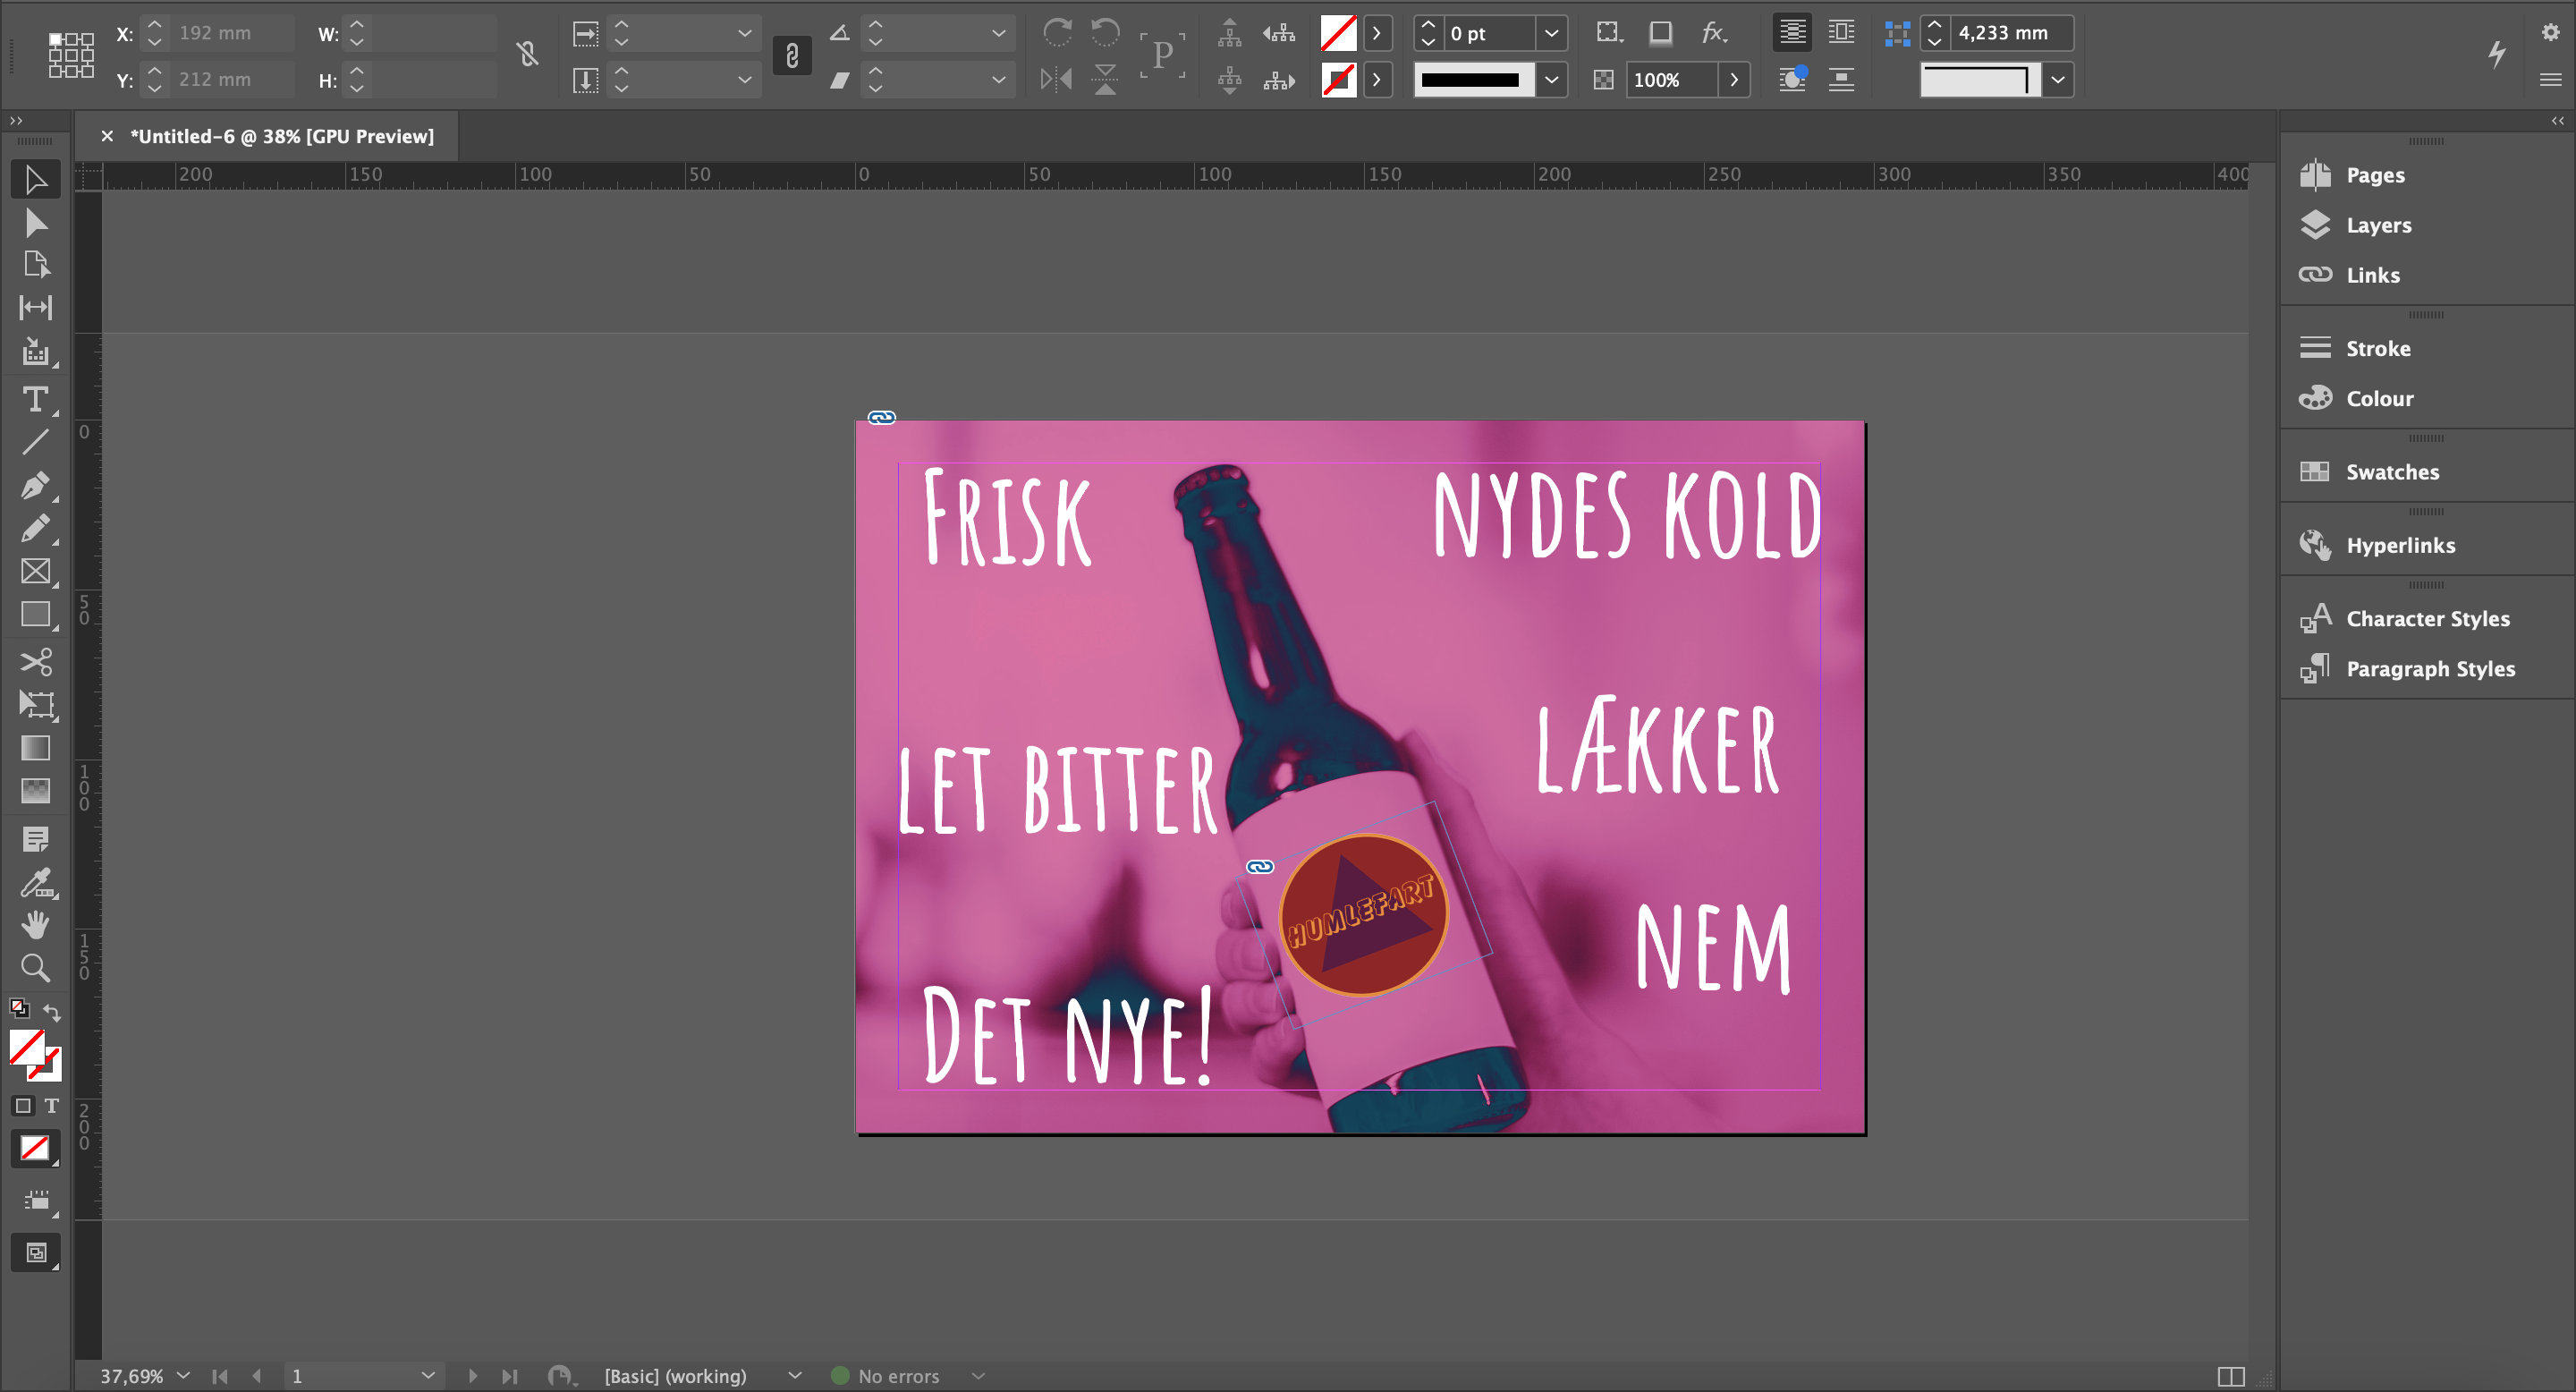 X: 192 mm W: 0 pt fx. 4,233 mm
Y: 212 mm H: P 100%
*Untitled-6 @ 38% [GPU Preview]
200 150 100 50 0 50 100 150 200 250 300 350 400
Pages
Layers
Links
Stroke
Colour
Swatches
Hyperlinks
Character Styles
Paragraph Styles
0
50
100
150
200
FRISK NYDES KOLD
LET BITTER LÆKKER
HUMLEFART
DET NYE! NEM
T
T
37,69% 1 [Basic] (working) No errors